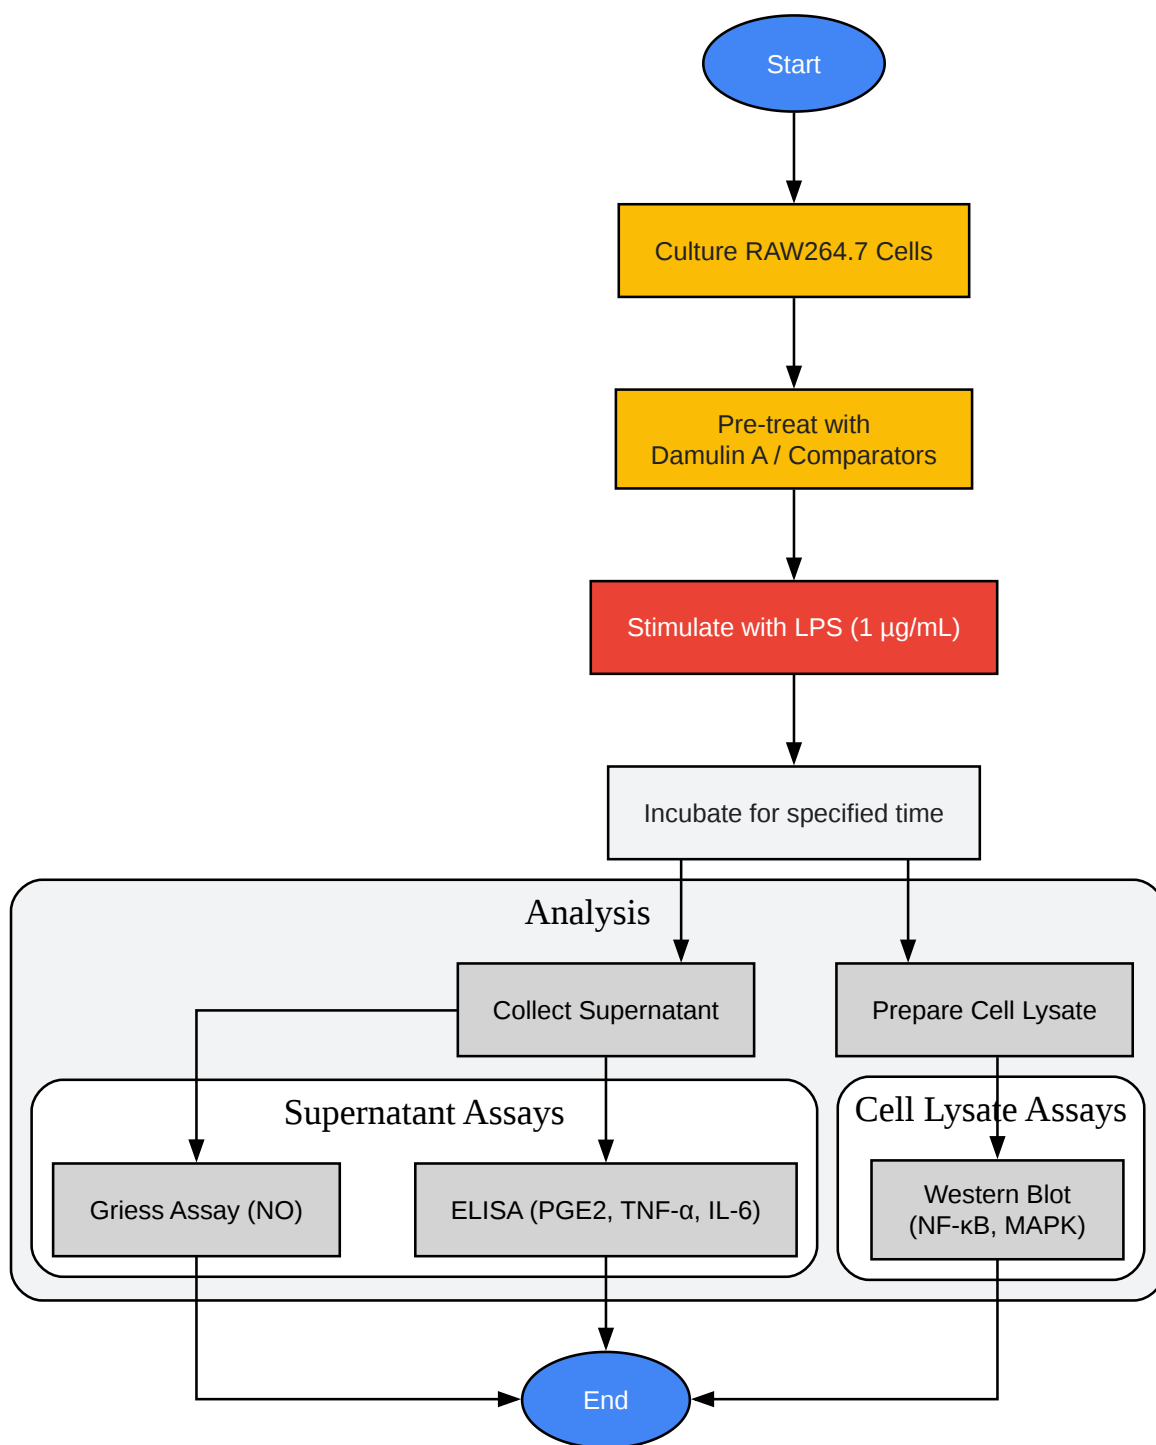 Start
Culture RAW264.7 Cells
Pre-treat with
Damulin A / Comparators
Stimulate with LPS (1 µg/mL)
Incubate for specified time
Analysis
Collect Supernatant
Prepare Cell Lysate
Supernatant Assays
Cell Lysate Assays
Griess Assay (NO)
ELISA (PGE2, TNF-α, IL-6)
Western Blot
(NF-κB, MAPK)
End